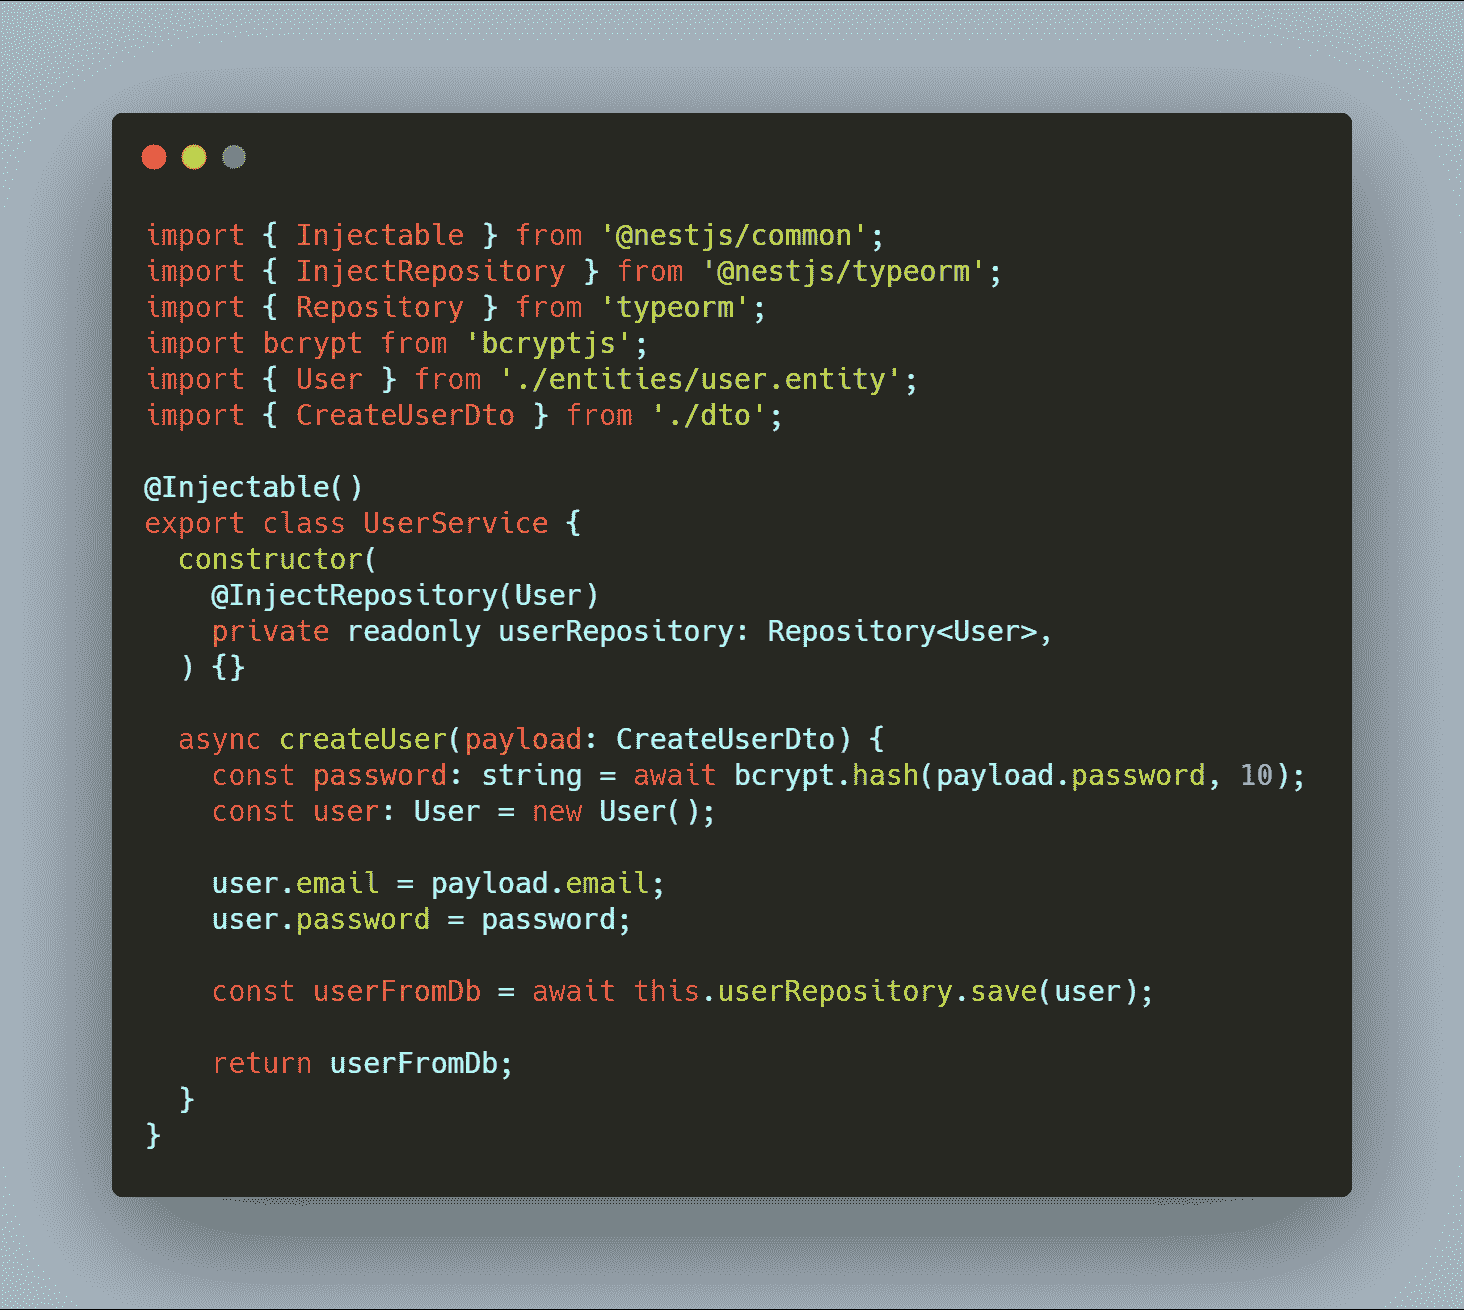 import { Injectable } from '@nestjs/common';
import { InjectRepository } from '@nestjs/typeorm';
import { Repository } from 'typeorm';
import bcrypt from 'bcryptjs';
import { User } from './entities/user.entity';
import { CreateUserDto } from './dto';

@Injectable()
export class UserService {
  constructor(
    @InjectRepository(User)
    private readonly userRepository: Repository<User>,
  ) {}

  async createUser(payload: CreateUserDto) {
    const password: string = await bcrypt.hash(payload.password, 10);
    const user: User = new User();

    user.email = payload.email;
    user.password = password;

    const userFromDb = await this.userRepository.save(user);

    return userFromDb;
  }
}